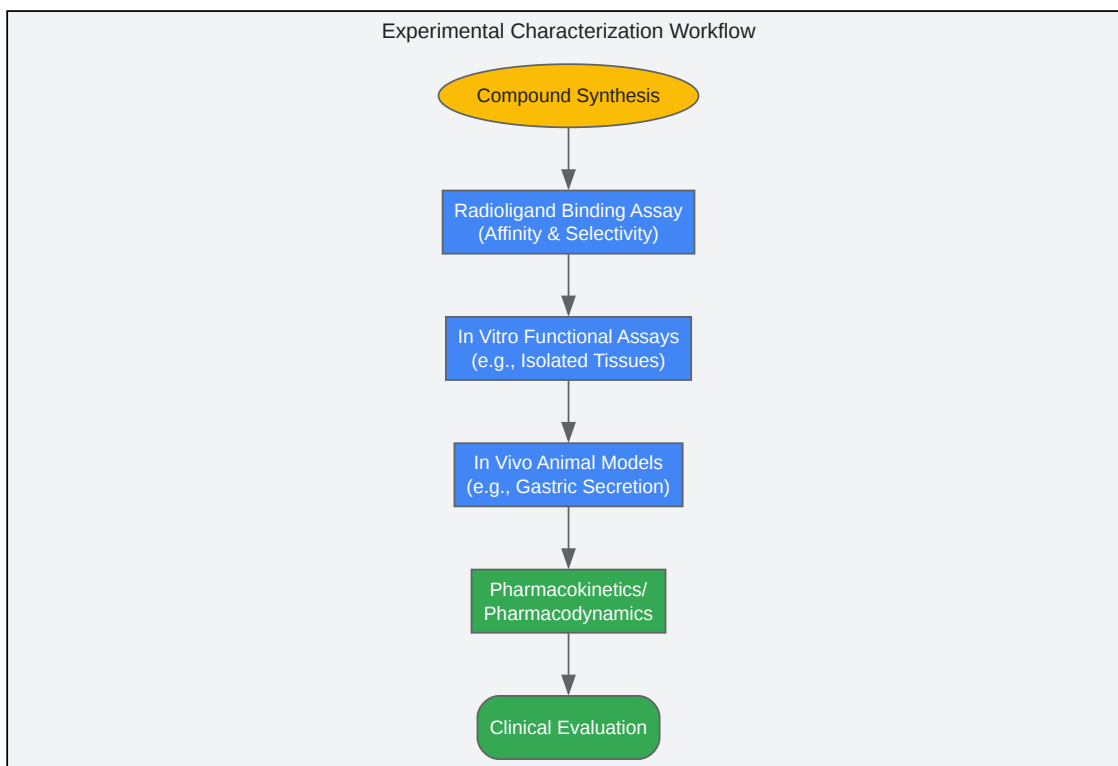 Experimental Characterization Workflow
Compound Synthesis
Radioligand Binding Assay
(Affinity & Selectivity)
In Vitro Functional Assays
(e.g., Isolated Tissues)
In Vivo Animal Models
(e.g., Gastric Secretion)
Pharmacokinetics/
Pharmacodynamics
Clinical Evaluation